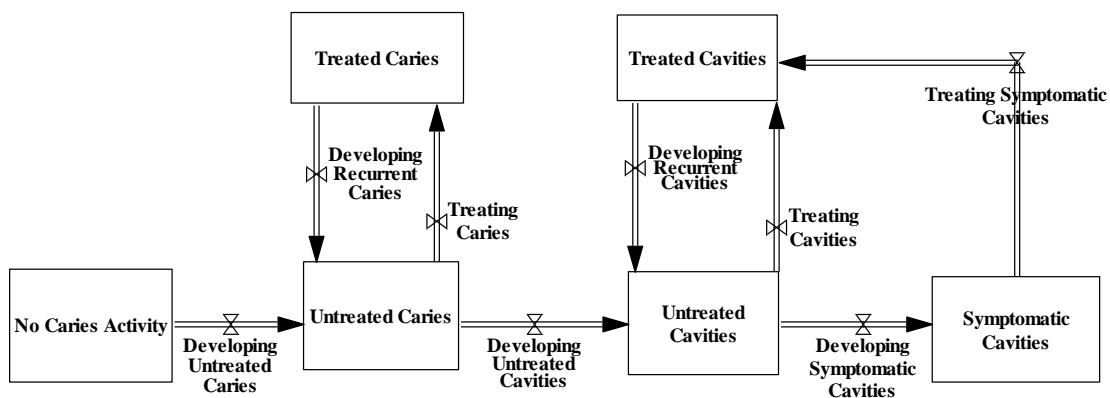 Treated Caries
Treated Cavities
Treating Symptomatic
Cavities
Developing
Recurrent
Caries
Treating
Caries
Developing
Recurrent
Cavities
Treating
Cavities
No Caries Activity
Untreated Caries
Untreated
Cavities
Symptomatic
Cavities
Developing
Untreated
Caries
Developing
Untreated
Cavities
Developing
Symptomatic
Cavities